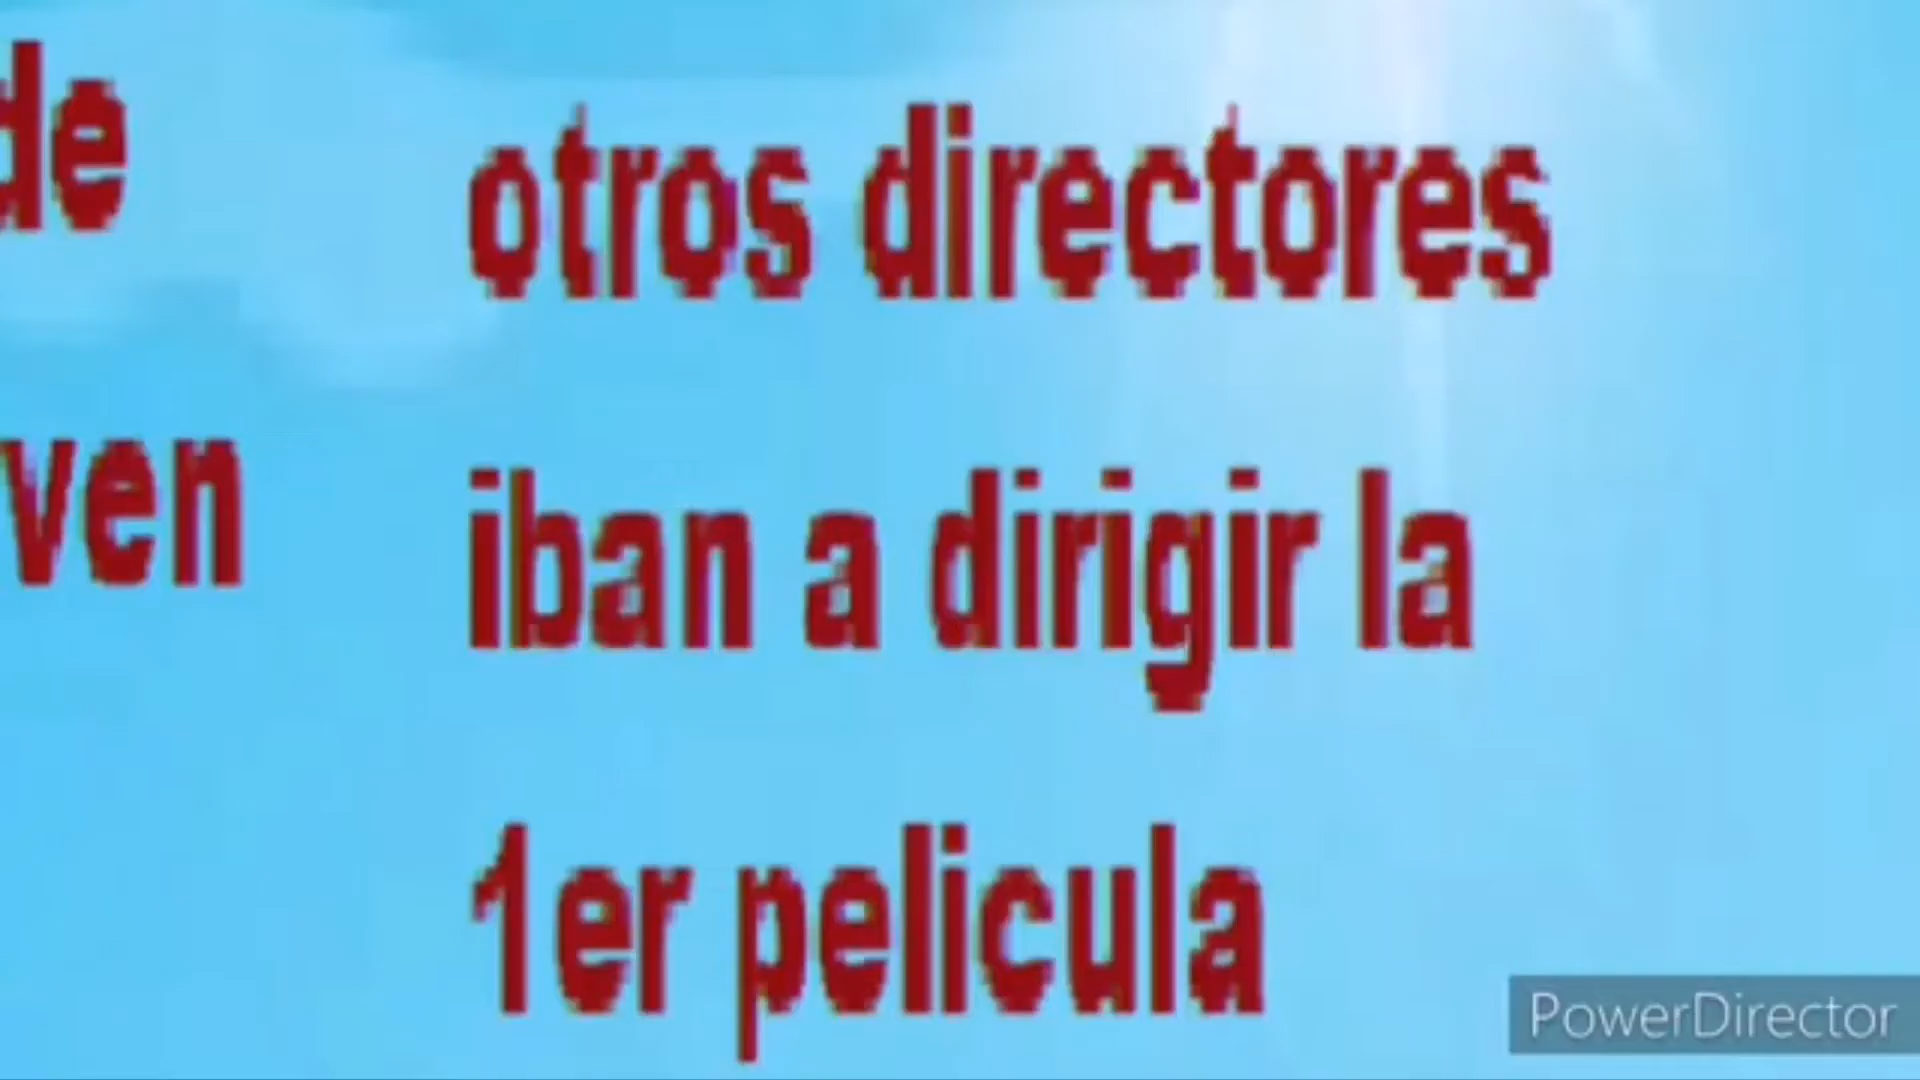 de
ven
otros directores
iban a dirigir la
1er pelicula
PowerDirector